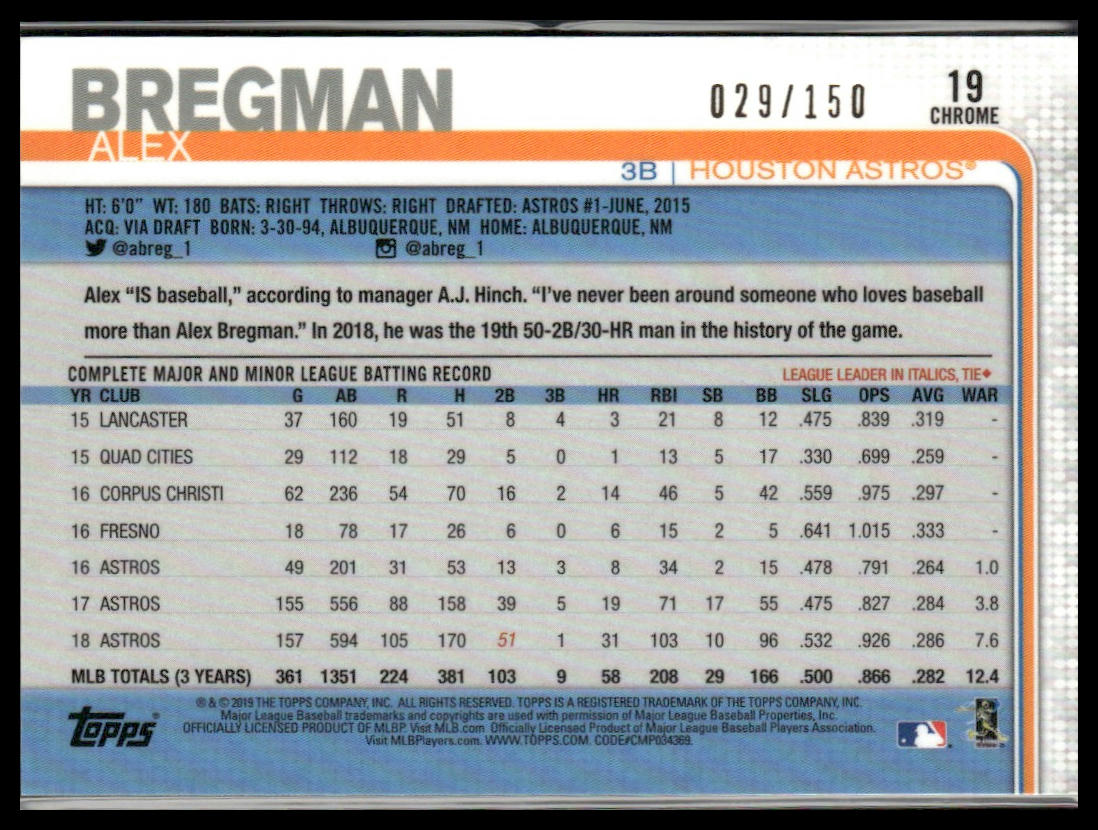 BREGMAN
ALEX
029/150
19
CHROME
3B | HOUSTON ASTROS®
HT: 6'0" WT: 180 BATS: RIGHT THROWS: RIGHT DRAFTED: ASTROS #1-JUNE, 2015
ACQ: VIA DRAFT BORN: 3-30-94, ALBUQUERQUE, NM HOME: ALBUQUERQUE, NM
@abreg_1 @abreg_1
Alex “IS baseball,” according to manager A.J. Hinch. “I’ve never been around someone who loves baseball
more than Alex Bregman.” In 2018, he was the 19th 50-2B/30-HR man in the history of the game.
COMPLETE MAJOR AND MINOR LEAGUE BATTING RECORD LEAGUE LEADER IN ITALICS, TIE♦
YR CLUB G AB R H 2B 3B HR RBI SB BB SLG OPS AVG WAR
15 LANCASTER 37 160 19 51 8 4 3 21 8 12 .475 .839 .319 -
15 QUAD CITIES 29 112 18 29 5 0 1 13 5 17 .330 .699 .259 -
16 CORPUS CHRISTI 62 236 54 70 16 2 14 46 5 42 .559 .975 .297 -
16 FRESNO 18 78 17 26 6 0 6 15 2 5 .641 1.015 .333 -
16 ASTROS 49 201 31 53 13 3 8 34 2 15 .478 .791 .264 1.0
17 ASTROS 155 556 88 158 39 5 19 71 17 55 .475 .827 .284 3.8
18 ASTROS 157 594 105 170 51 1 31 103 10 96 .532 .926 .286 7.6
MLB TOTALS (3 YEARS) 361 1351 224 381 103 9 58 208 29 166 .500 .866 .282 12.4
topps
® & © 2019 THE TOPPS COMPANY, INC. ALL RIGHTS RESERVED. TOPPS IS A REGISTERED TRADEMARK OF THE TOPPS COMPANY, INC.
Major League Baseball trademarks and copyrights are used with permission of Major League Baseball Properties, Inc.
OFFICIALLY LICENSED PRODUCT OF MLBP. Visit MLB.com Officially Licensed Product of Major League Baseball Players Association.
Visit MLBPlayers.com. WWW.TOPPS.COM. CODE#CMP034369.